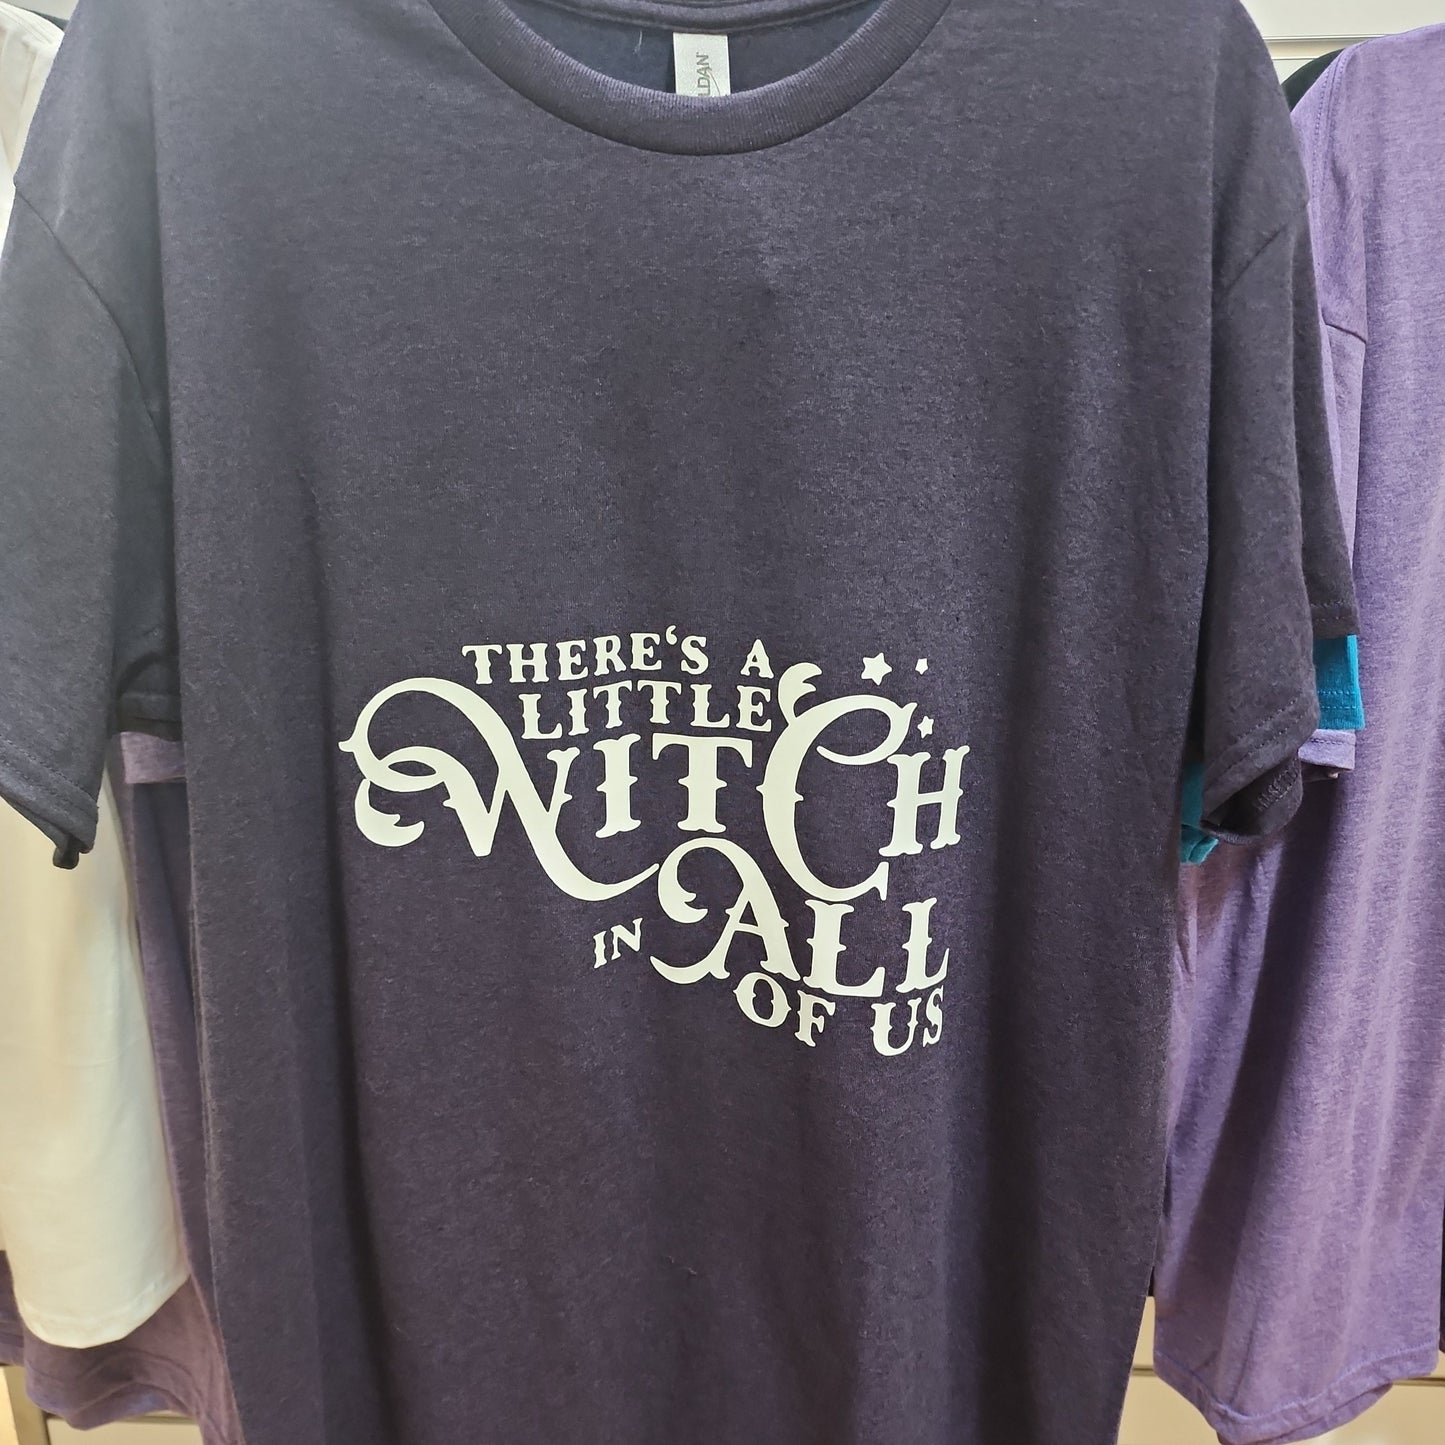 THERE‘S A
LITTLE
WITCH
IN ALL
OF US